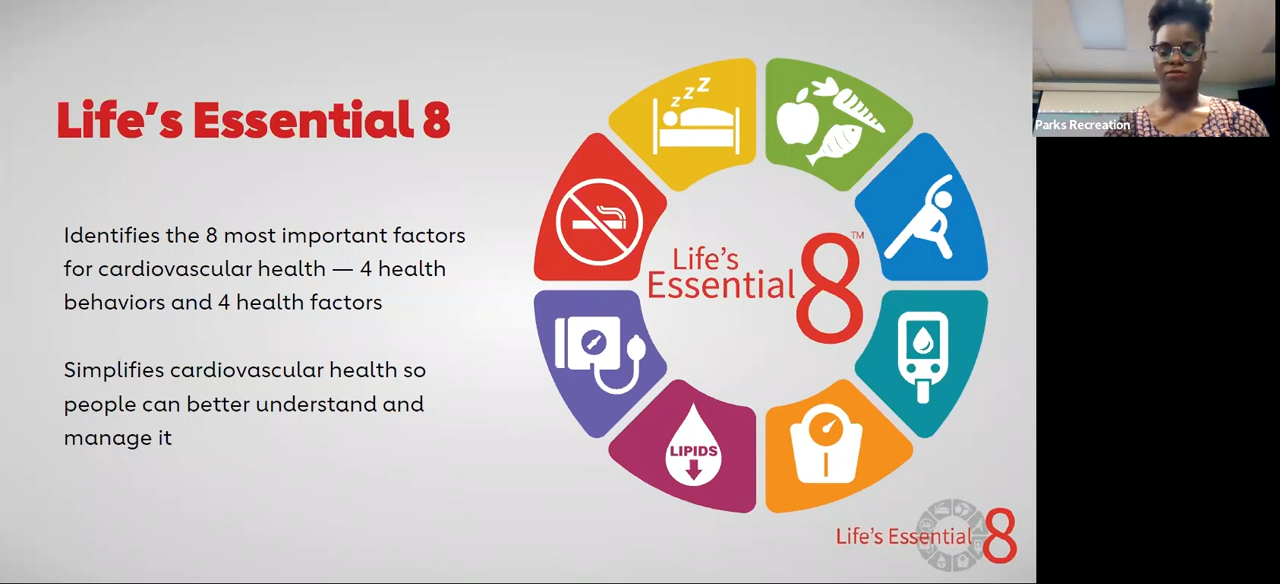 Life's Essential 8
Identifies the 8 most important factors
for cardiovascular health — 4 health
behaviors and 4 health factors
Simplifies cardiovascular health so
people can better understand and
manage it
z z z
Life's
Essential 8™
LIPIDS
Life's Essential 8
Parks Recreation